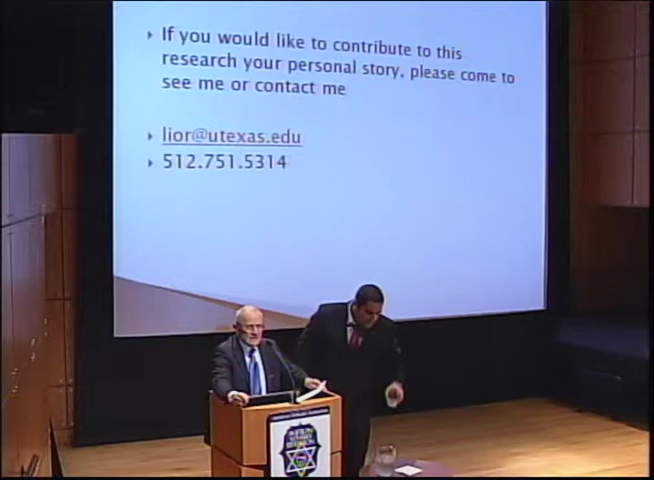 If you would like to contribute to this
research your personal story, please come to
see me or contact me
lior@utexas.edu
512.751.5314